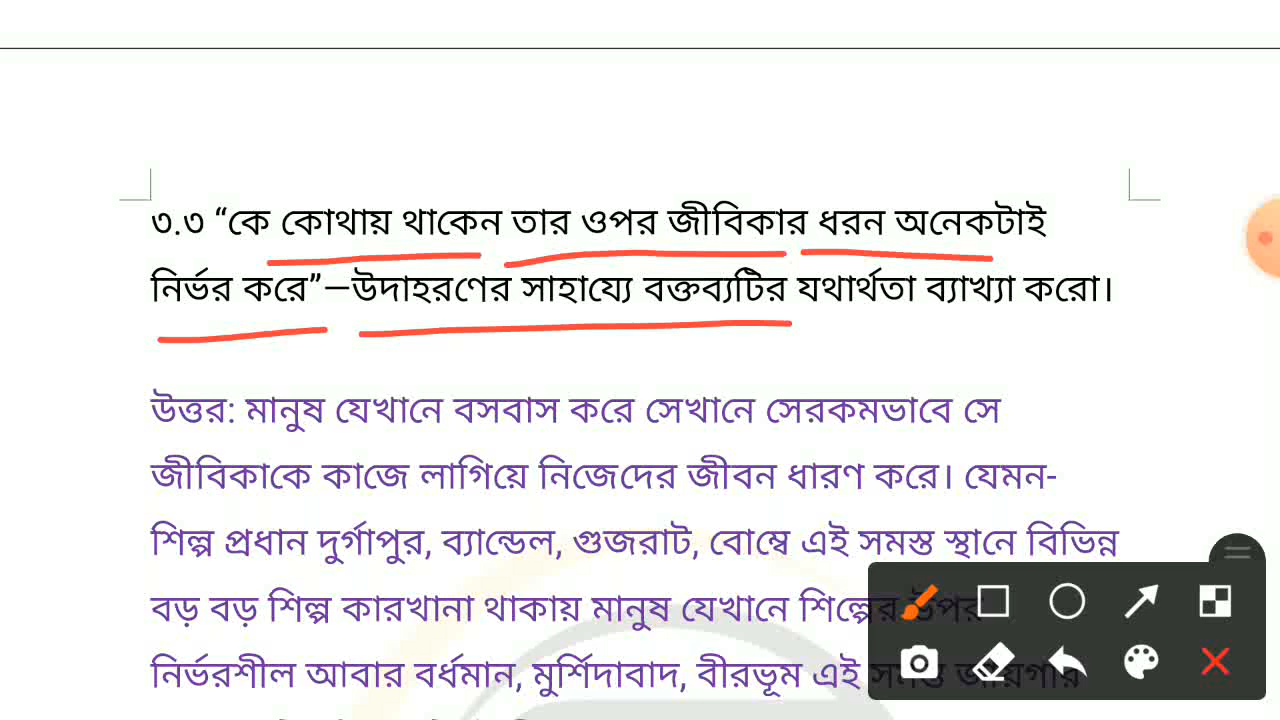 ৩.৩ “কে কোথায় থাকেন তার ওপর জীবিকার ধরন অনেকটাই
নির্ভর করে”—উদাহরণের সাহায্যে বক্তব্যটির যথার্থতা ব্যাখ্যা করো।
উত্তর: মানুষ যেখানে বসবাস করে সেখানে সেরকমভাবে সে
জীবিকাকে কাজে লাগিয়ে নিজেদের জীবন ধারণ করে। যেমন-
শিল্প প্রধান দুর্গাপুর, ব্যান্ডেল, গুজরাট, বোম্বে এই সমস্ত স্থানে বিভিন্ন
বড় বড় শিল্প কারখানা থাকায় মানুষ যেখানে শিল্পের উপর
নির্ভরশীল আবার বর্ধমান, মুর্শিদাবাদ, বীরভূম এই সমস্ত জায়গার